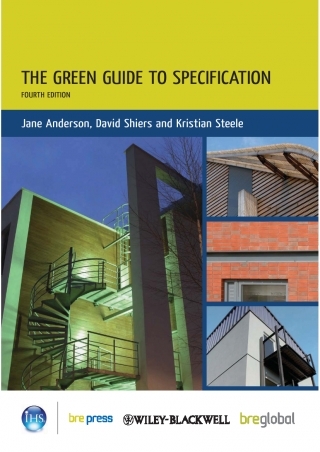 THE GREEN GUIDE TO SPECIFICATION
FOURTH EDITION
Jane Anderson, David Shiers and Kristian Steele
IHS
bre press
WILEY-BLACKWELL
breglobal